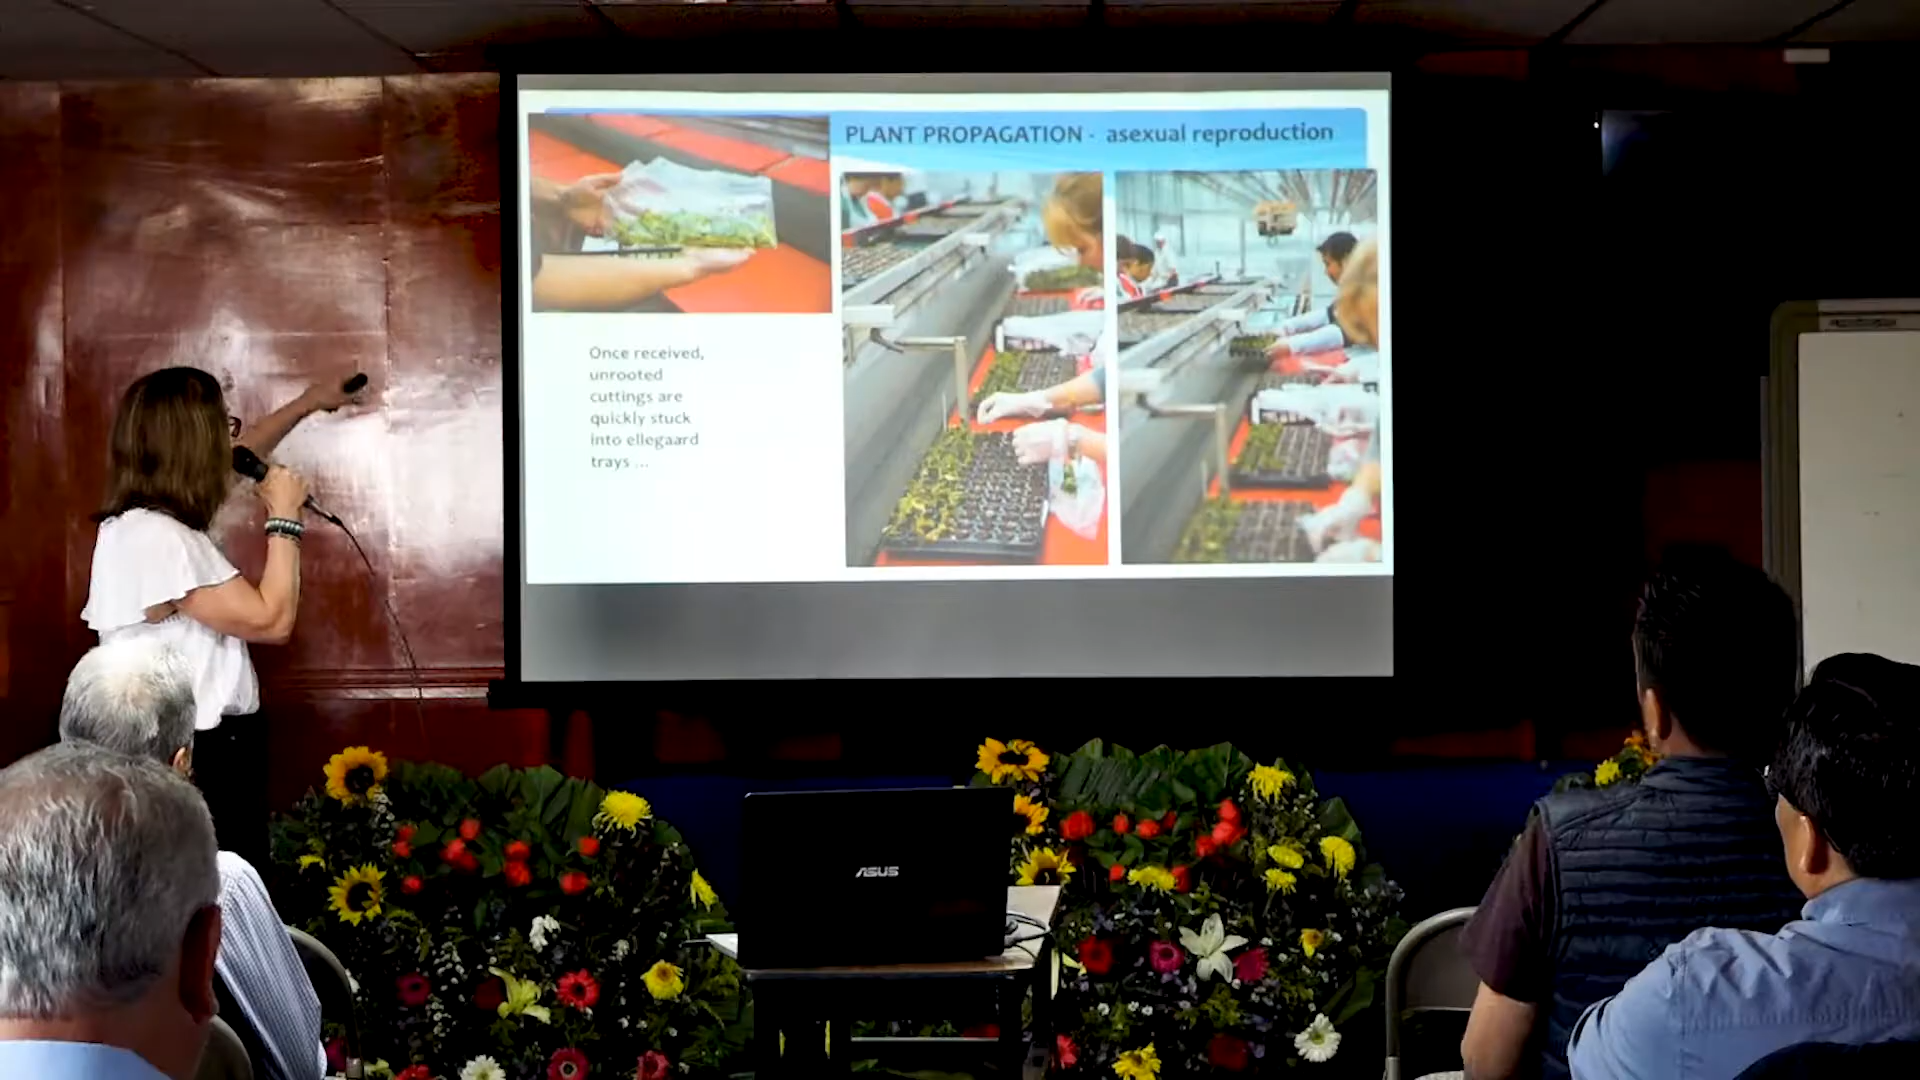 PLANT PROPAGATION - asexual reproduction
Once received,
unrooted
cuttings are
quickly stuck
into ellegaard
trays ...
ASUS